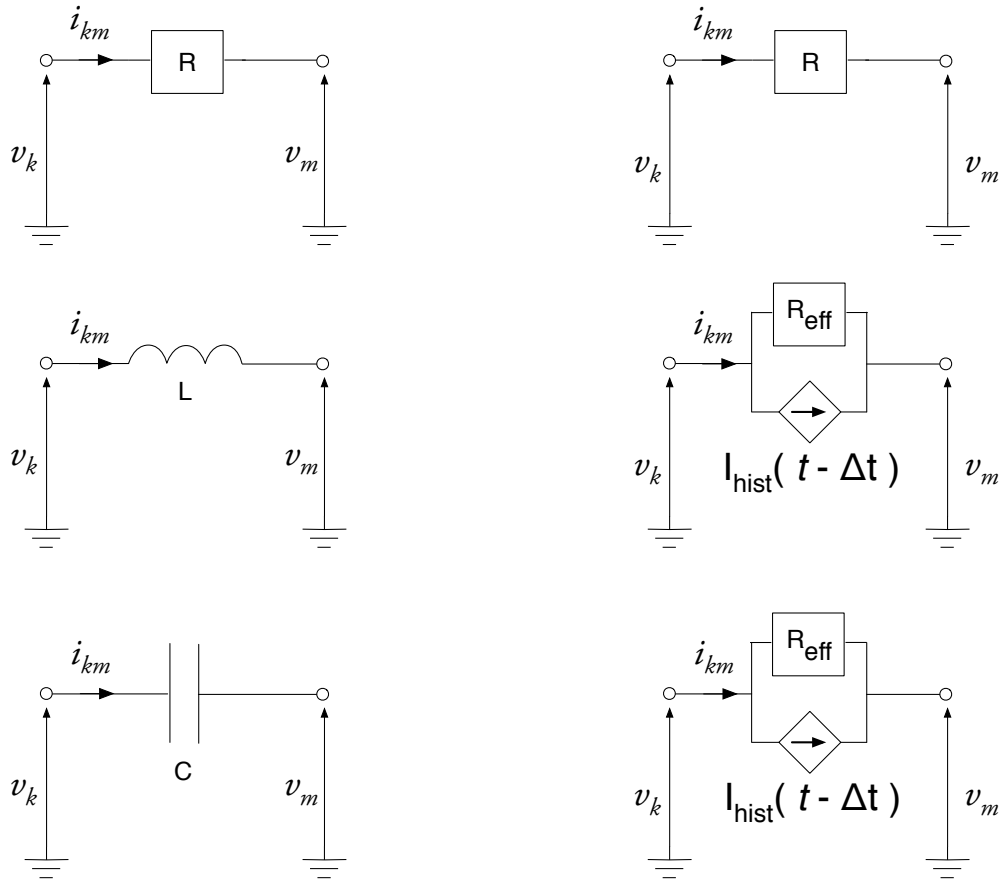 i_km i_km
R R
v_k v_m v_k v_m
i_km i_km R_eff
L
v_k v_m v_k I_hist( t - Δt ) v_m
i_km i_km R_eff
C
v_k v_m v_k I_hist( t - Δt ) v_m